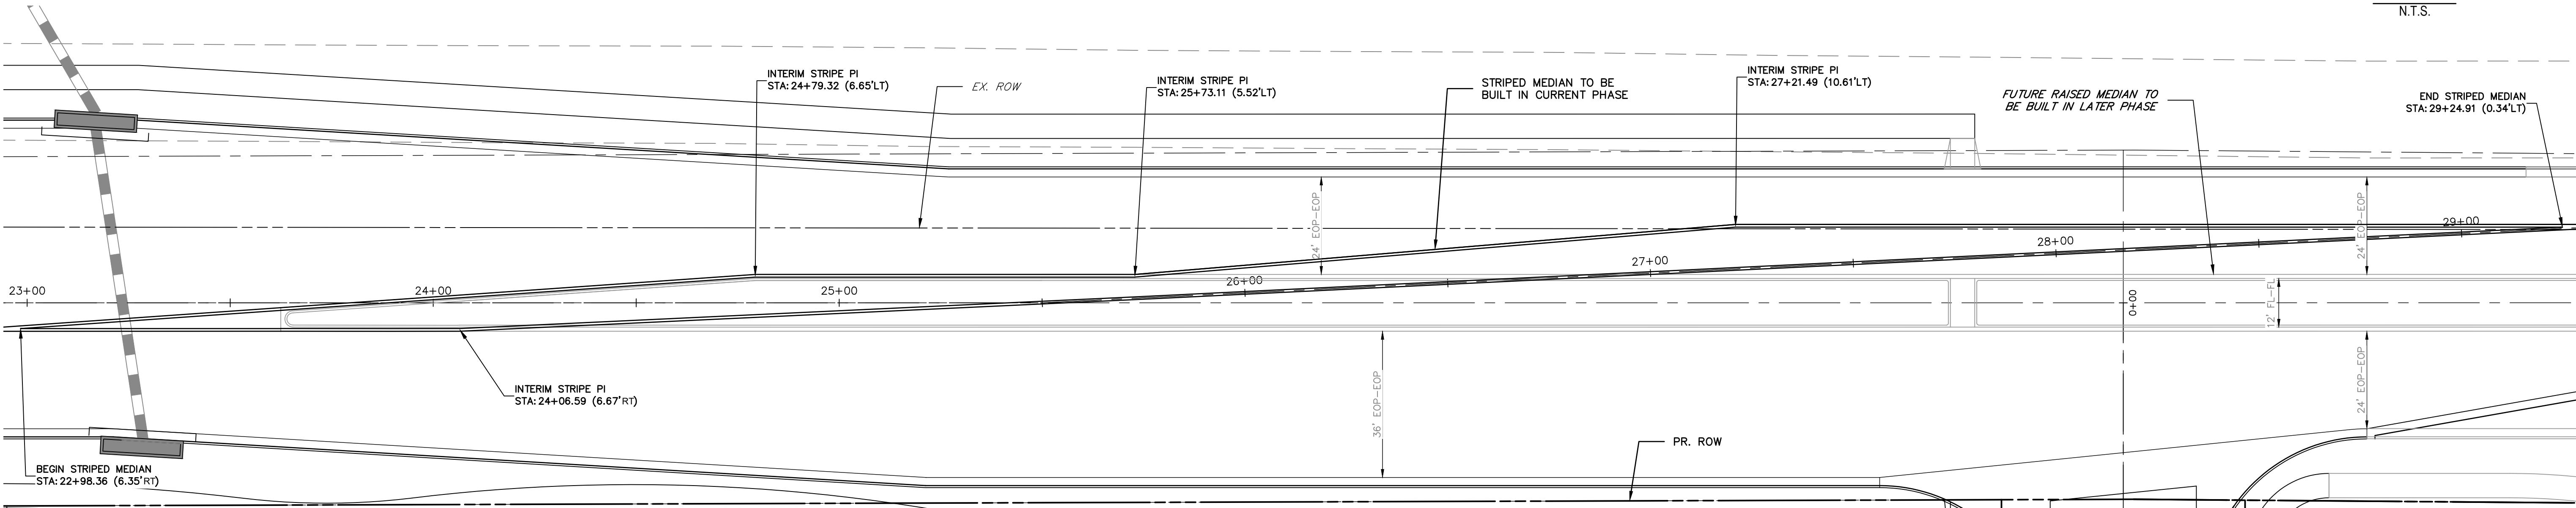 N.T.S.
INTERIM STRIPE PI
STA: 24+79.32 (6.65'LT)
EX. ROW
INTERIM STRIPE PI
STA: 25+73.11 (5.52'LT)
STRIPED MEDIAN TO BE
BUILT IN CURRENT PHASE
INTERIM STRIPE PI
STA: 27+21.49 (10.61'LT)
FUTURE RAISED MEDIAN TO
BE BUILT IN LATER PHASE
END STRIPED MEDIAN
STA: 29+24.91 (0.34'LT)
24' EOP-EOP
24' EOP-EOP
23+00
24+00
25+00
26+00
27+00
28+00
29+00
0+00
12' FL-FL
INTERIM STRIPE PI
STA: 24+06.59 (6.67'RT)
36' EOP-EOP
24' EOP-EOP
PR. ROW
BEGIN STRIPED MEDIAN
STA: 22+98.36 (6.35'RT)